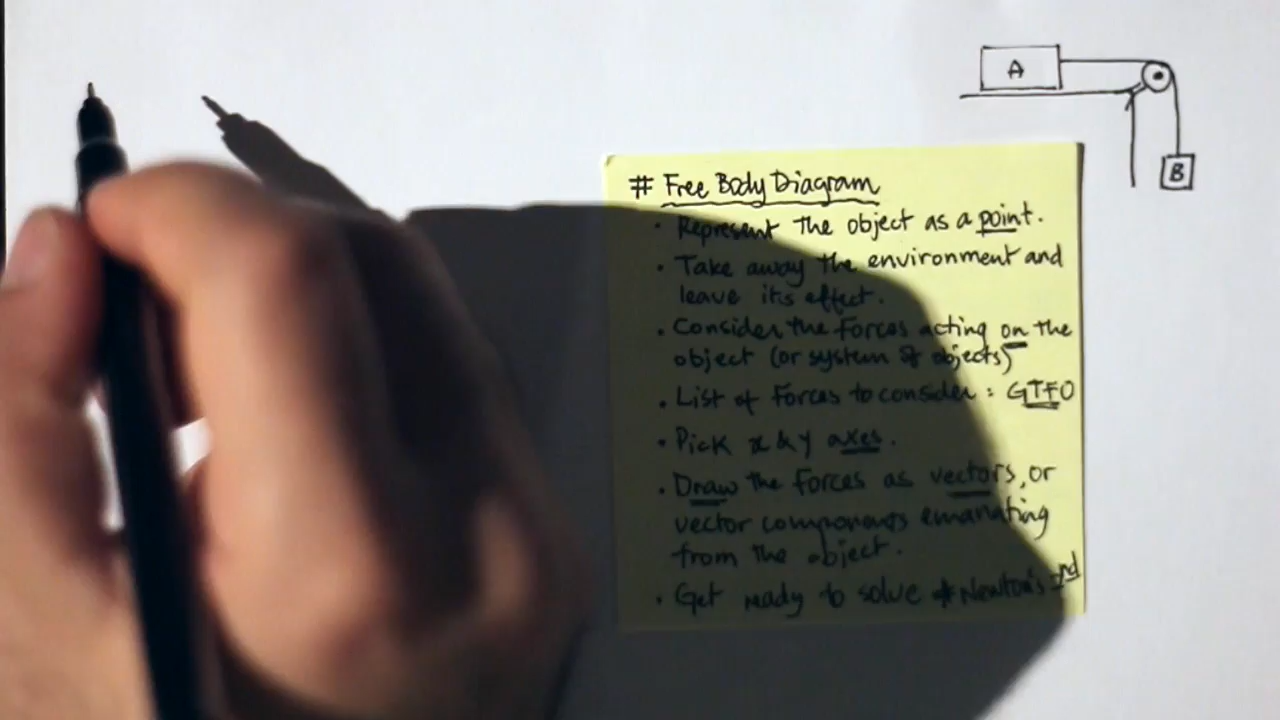 A
B
# Free Body Diagram
• Represent the object as a point.
• Take away the environment and
leave its effect.
• Consider the Forces acting on the
object (or system of objects)
• List of Forces to consider : GTFO
• Pick x & y axes.
• Draw the forces as vectors, or
vector components emanating
from the object.
• Get ready to solve # Newton's 2nd